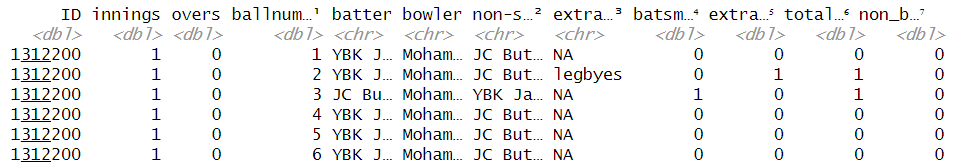 ID innings overs ballnum…¹ batter bowler non-s…² extra…³ batsm…⁴ extra…⁵ total…⁶ non_b…⁷
<dbl> <dbl> <dbl> <dbl> <chr> <chr> <chr> <chr> <dbl> <dbl> <dbl> <dbl>
1312200 1 0 1 YBK J… Moham… JC But… NA 0 0 0 0
1312200 1 0 2 YBK J… Moham… JC But… legbyes 0 1 1 0
1312200 1 0 3 JC Bu… Moham… YBK Ja… NA 1 0 1 0
1312200 1 0 4 YBK J… Moham… JC But… NA 0 0 0 0
1312200 1 0 5 YBK J… Moham… JC But… NA 0 0 0 0
1312200 1 0 6 YBK J… Moham… JC But… NA 0 0 0 0